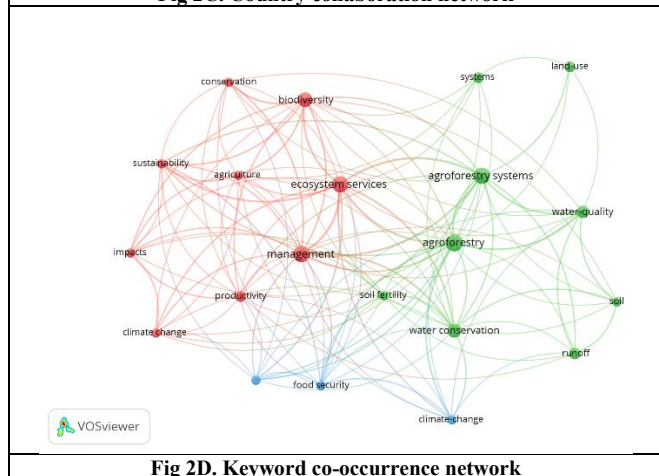 Fig 2C. Country collaboration network
land-use
systems
conservation
biodiversity
sustainability
agriculture
ecosystem services
agroforestry systems
water-quality
agroforestry
impacts
management
productivity
soil fertility
soil
climate change
water conservation
runoff
food security
climate-change
VOSviewer
Fig 2D. Keyword co-occurrence network